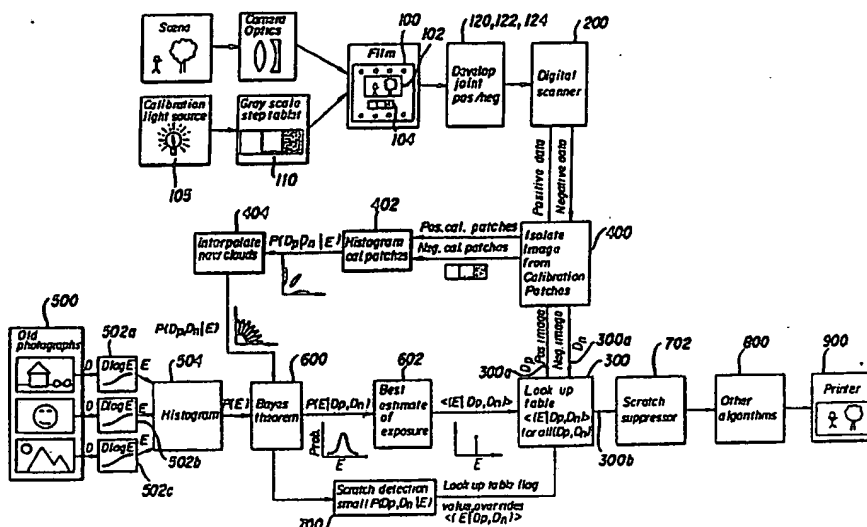 Scene
Camera
Optics
Film
100
102
104
120, 122, 124
Develop
joint
pos/neg
200
Digital
scanner
Calibration
light source
105
Gray scale
step tablet
110
Positive data
Negative data
404
Interpolate
new clouds
P(Dp,Dn|E)
402
Histogram
cal patches
Pos. cal. patches
Neg. cal. patches
Isolate
Image
from
Calibration
Patches
400
500
Old
photographs
502a
D
DlogE
E
D
DlogE
E
502b
D
DlogE
E
502c
504
Histogram
P(Dp,Dn|E)
P(E)
600
Bayes
theorem
P(E|Dp,Dn)
Prob.
E
602
Best
estimate
of
exposure
<(E|Dp,Dn)>
E
300a
Dp
Pos image
Neg. image
Dn
300a
300
Look up
table
<(E|Dp,Dn)>
for all (Dp,Dn)
300b
702
Scratch
suppressor
800
Other
algorithms
900
Printer
Scratch detection
small P(Dp,Dn|E)
700
Look up table flag
value, overrides
<(E|Dp,Dn)>